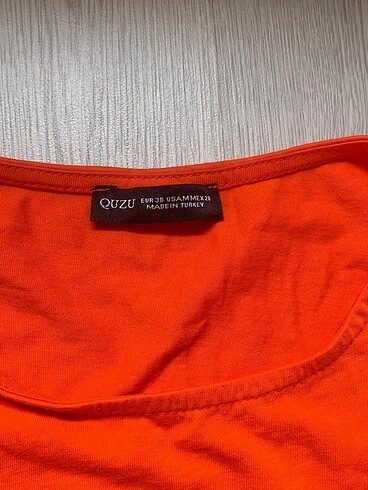 QUZU EUR 38 USA M MEX 28
MADE IN TURKEY